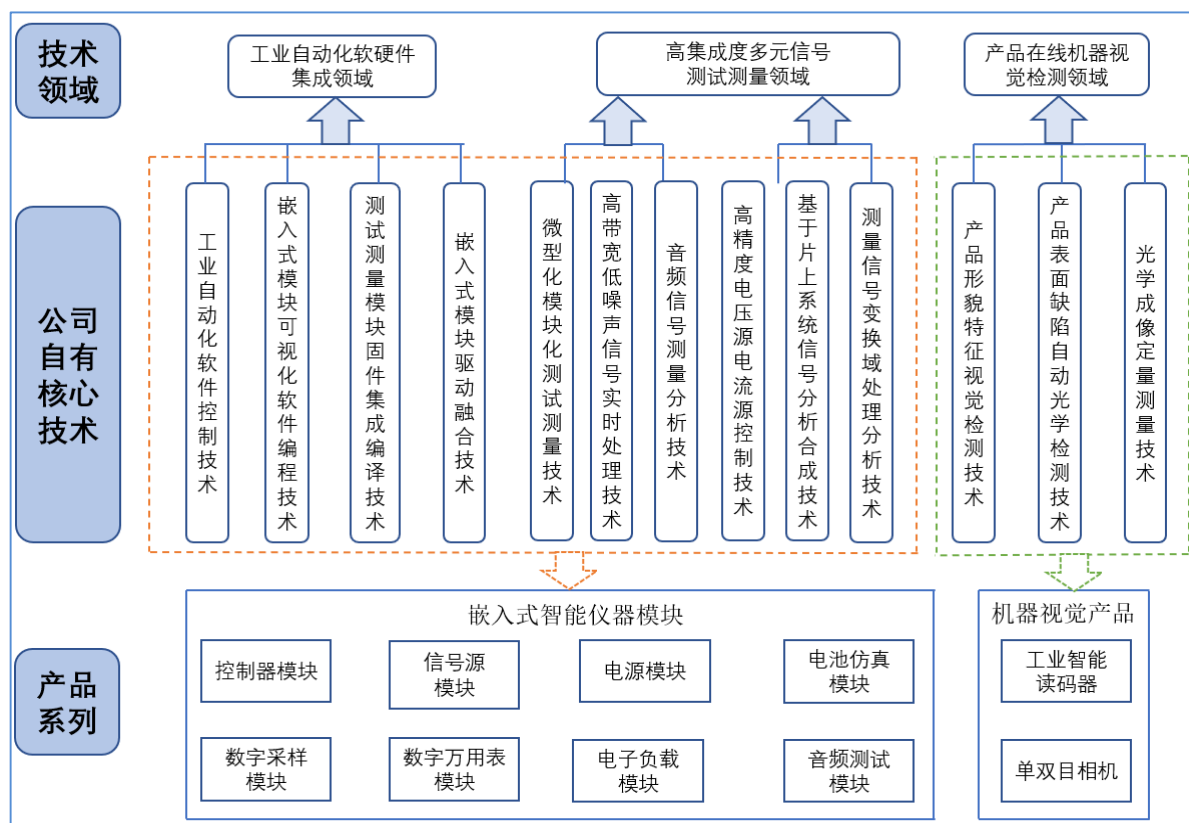 技术
领域
工业自动化软硬件
集成领域
高集成度多元信号
测试测量领域
产品在线机器视
觉检测领域
公司
自有
核心
技术
工业自动化软件控制技术
嵌入式模块可视化软件编程技术
测试测量模块固件集成编译技术
嵌入式模块驱动融合技术
微型化模块化测试测量技术
高带宽低噪声信号实时处理技术
音频信号测量分析技术
高精度电压源电流源控制技术
基于片上系统信号分析合成技术
测量信号变换域处理分析技术
产品形貌特征视觉检测技术
产品表面缺陷自动光学检测技术
光学成像定量测量技术
产品
系列
嵌入式智能仪器模块
控制器模块
信号源
模块
电源模块
电池仿真
模块
数字采样
模块
数字万用表
模块
电子负载
模块
音频测试
模块
机器视觉产品
工业智能
读码器
单双目相机